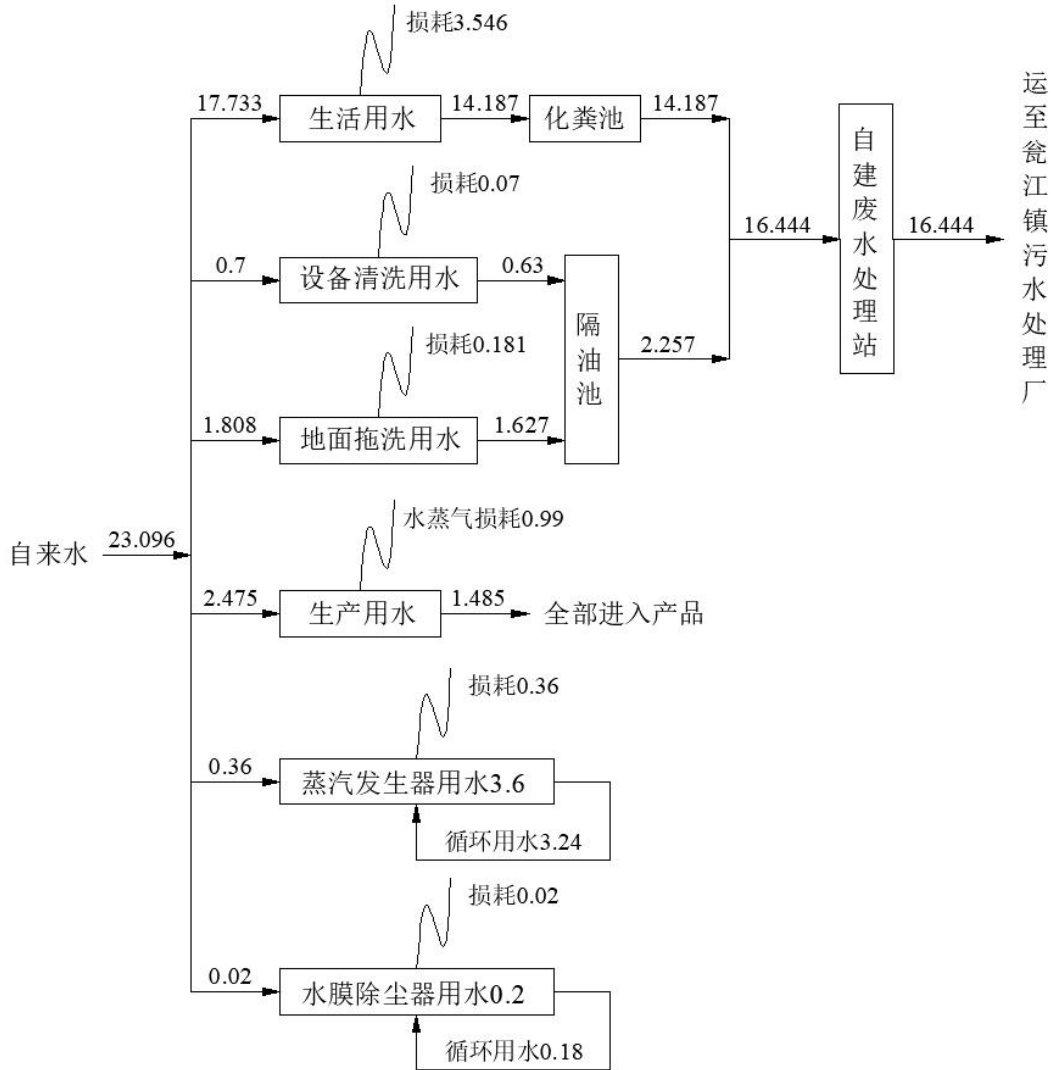 损耗3.546
17.733
生活用水
14.187
化粪池
14.187
损耗0.07
0.7
设备清洗用水
0.63
损耗0.181
1.808
地面拖洗用水
1.627
隔油池
2.257
16.444
自建废水处理站
16.444
运至瓮江镇污水处理厂
自来水
23.096
水蒸气损耗0.99
2.475
生产用水
1.485
全部进入产品
损耗0.36
0.36
蒸汽发生器用水3.6
循环用水3.24
损耗0.02
0.02
水膜除尘器用水0.2
循环用水0.18